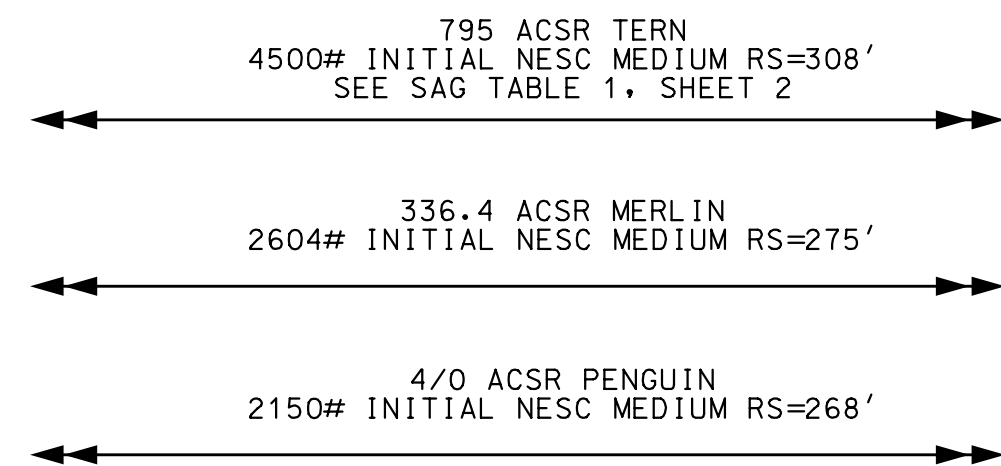 795 ACSR TERN
4500# INITIAL NESC MEDIUM RS=308'
SEE SAG TABLE 1, SHEET 2
336.4 ACSR MERLIN
2604# INITIAL NESC MEDIUM RS=275'
4/0 ACSR PENGUIN
2150# INITIAL NESC MEDIUM RS=268'